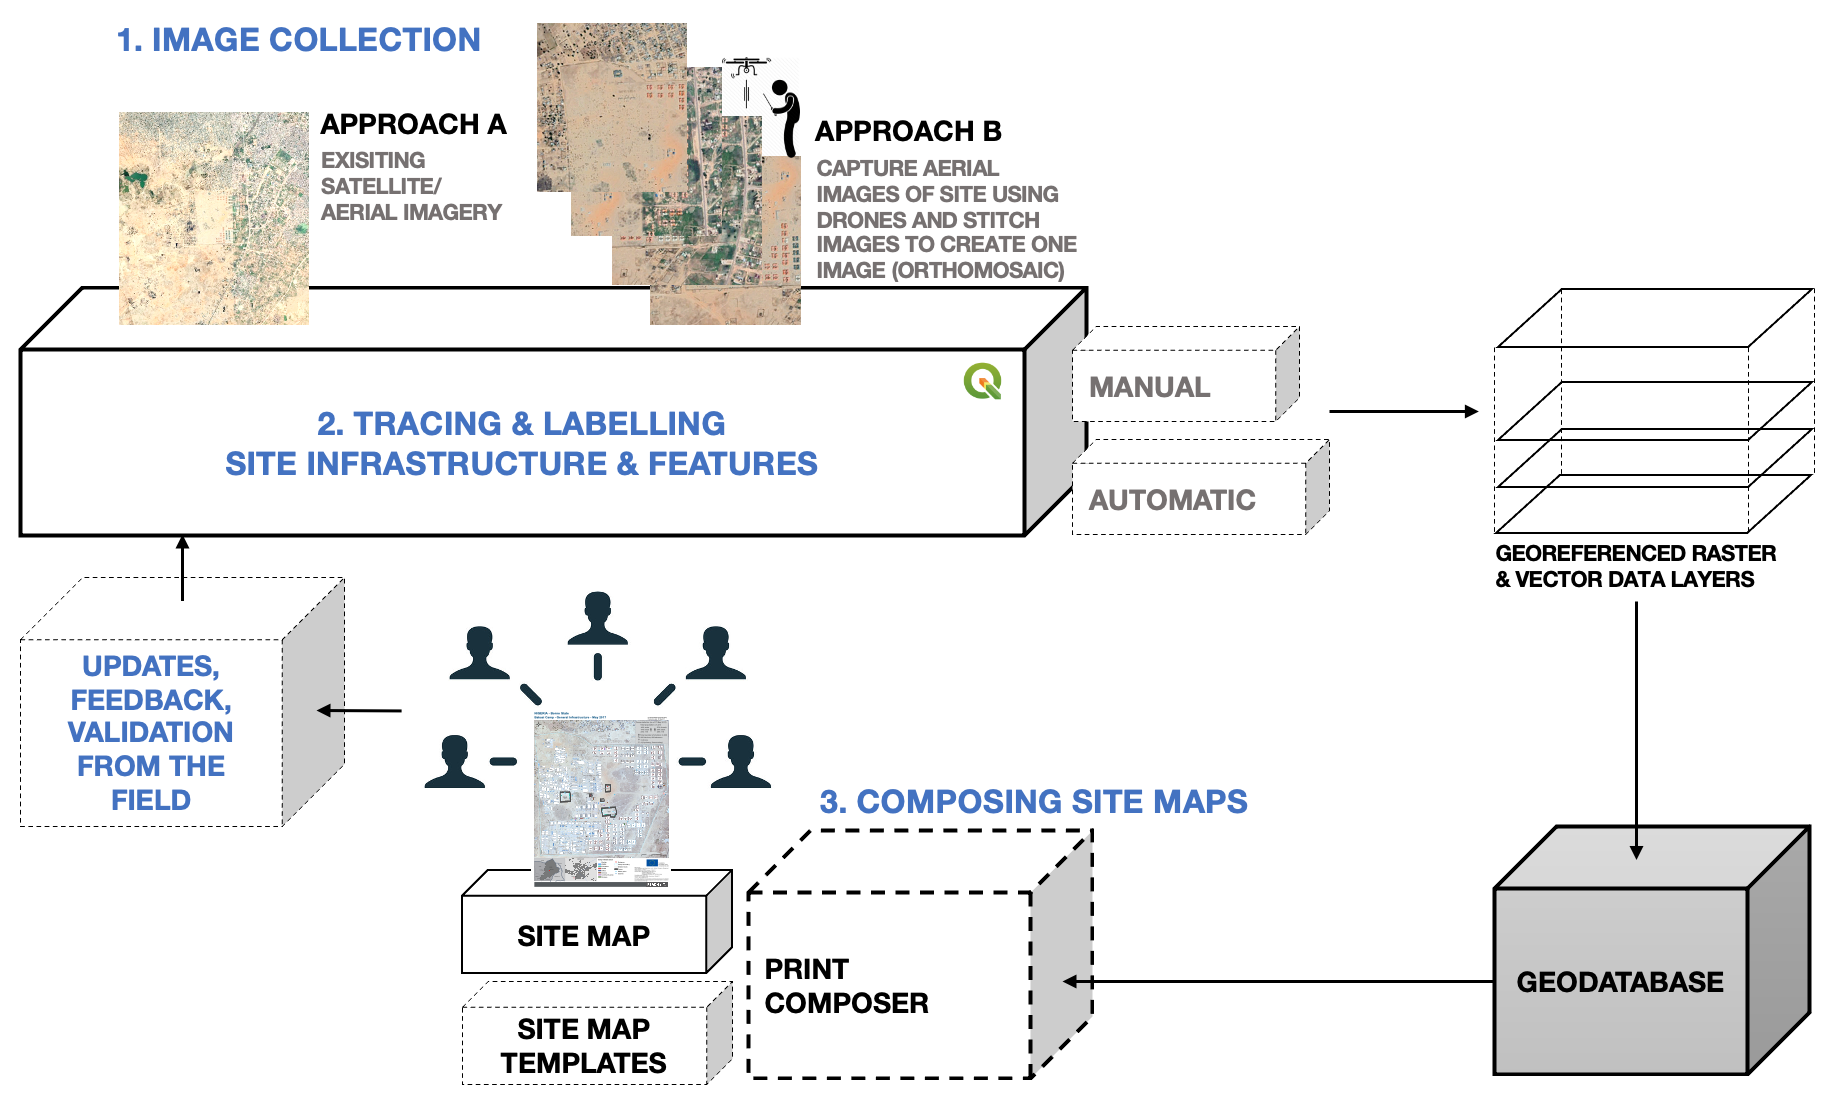 1. IMAGE COLLECTION
APPROACH A
EXISITING
SATELLITE/
AERIAL IMAGERY
APPROACH B
CAPTURE AERIAL
IMAGES OF SITE USING
DRONES AND STITCH
IMAGES TO CREATE ONE
IMAGE (ORTHOMOSAIC)
2. TRACING & LABELLING
SITE INFRASTRUCTURE & FEATURES
MANUAL
AUTOMATIC
GEOREFERENCED RASTER
& VECTOR DATA LAYERS
UPDATES,
FEEDBACK,
VALIDATION
FROM THE
FIELD
3. COMPOSING SITE MAPS
SITE MAP
SITE MAP
TEMPLATES
PRINT
COMPOSER
GEODATABASE